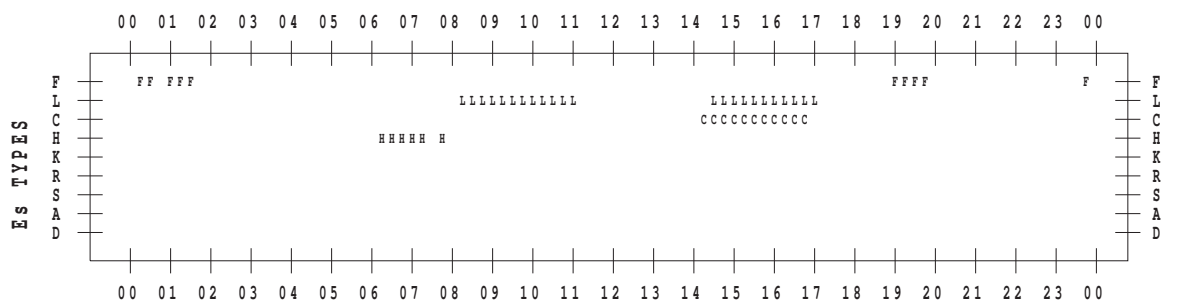 00 01 02 03 04 05 06 07 08 09 10 11 12 13 14 15 16 17 18 19 20 21 22 23 00
F FF FFF FFFF F F
L LLLLLLLLLLLL LLLLLLLLLLL L
C CCCCCCCCCCC C
H HHHHH H H
K K
R R
S S
A A
D D
Es TYPES
00 01 02 03 04 05 06 07 08 09 10 11 12 13 14 15 16 17 18 19 20 21 22 23 00